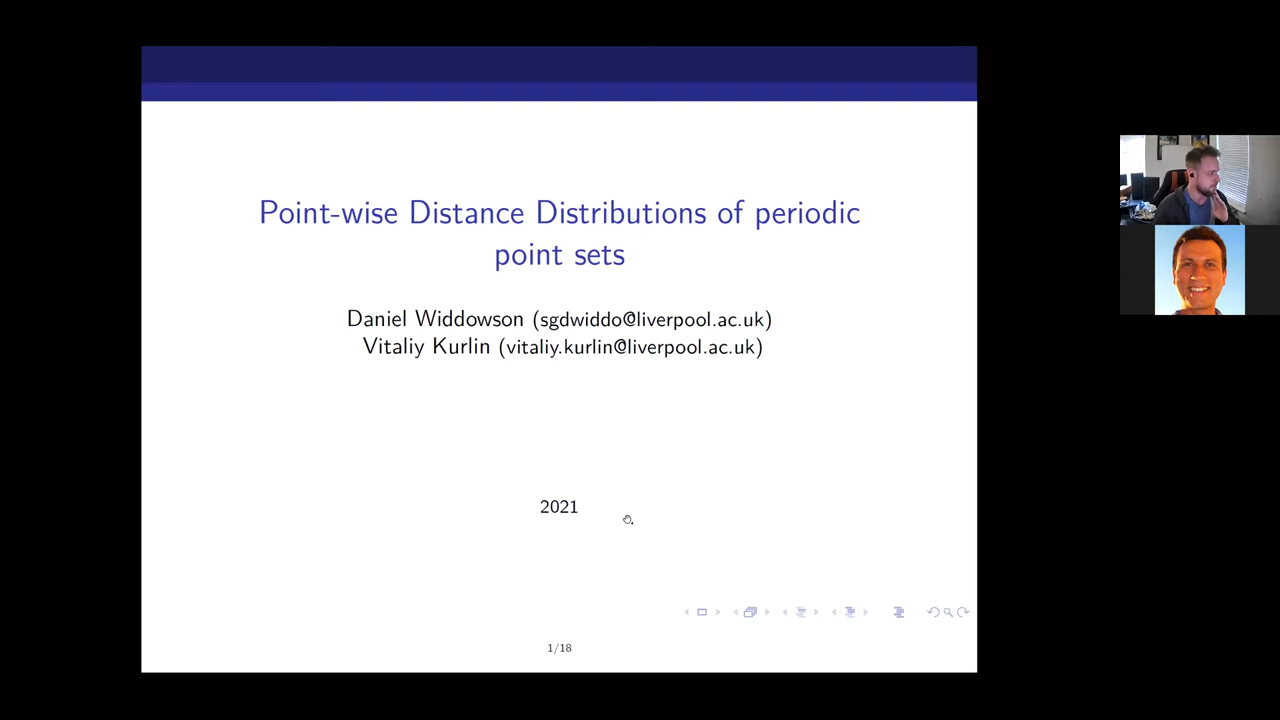 Point-wise Distance Distributions of periodic
point sets
Daniel Widdowson (sgdwiddo@liverpool.ac.uk)
Vitaliy Kurlin (vitaliy.kurlin@liverpool.ac.uk)
2021
1/18